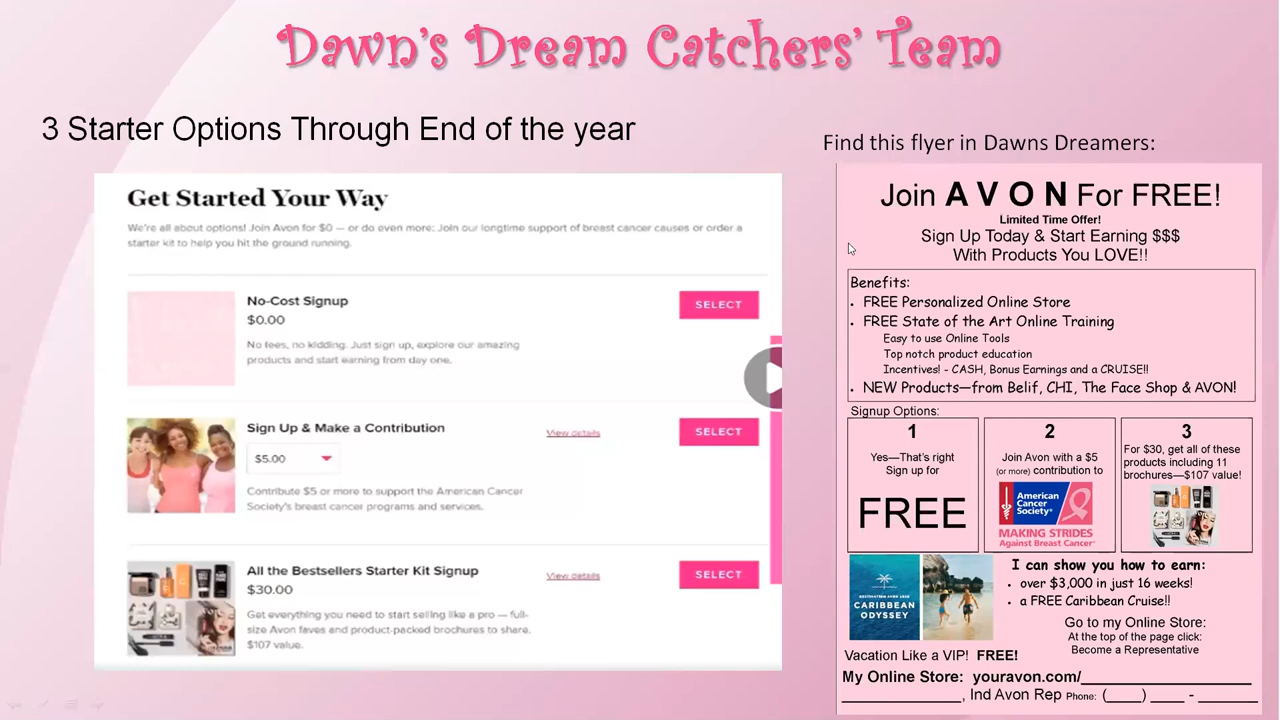 Dawn's Dream Catchers' Team
3 Starter Options Through End of the year
Get Started Your Way
We're all about options! Join Avon for $0 — or do even more: Join our longtime support of breast cancer causes or order a
starter kit to help you hit the ground running.
No-Cost Signup
$0.00
SELECT
No fees, no kidding. Just sign up, explore our amazing
products and start earning from day one.
Sign Up & Make a Contribution
View details
SELECT
$5.00
Contribute $5 or more to support the American Cancer
Society's breast cancer programs and services.
All the Bestsellers Starter Kit Signup
View details
SELECT
$30.00
Get everything you need to start selling like a pro — full-
size Avon faves and product-packed brochures to share.
$107 value.
Find this flyer in Dawns Dreamers:
Join AVON For FREE!
Limited Time Offer!
Sign Up Today & Start Earning $$$
With Products You LOVE!!
Benefits:
• FREE Personalized Online Store
• FREE State of the Art Online Training
Easy to use Online Tools
Top notch product education
Incentives! - CASH, Bonus Earnings and a CRUISE!!
• NEW Products—from Belif, CHI, The Face Shop & AVON!
Signup Options:
1
Yes—That's right
Sign up for
FREE
2
Join Avon with a $5
(or more) contribution to
American
Cancer
Society
MAKING STRIDES
Against Breast Cancer
3
For $30, get all of these
products including 11
brochures—$107 value!
CARIBBEAN
ODYSSEY
I can show you how to earn:
• over $3,000 in just 16 weeks!
• a FREE Caribbean Cruise!!
Go to my Online Store:
At the top of the page click:
Become a Representative
Vacation Like a VIP! FREE!
My Online Store: youravon.com/____________________
______________, Ind Avon Rep Phone: (____) ____ - _______